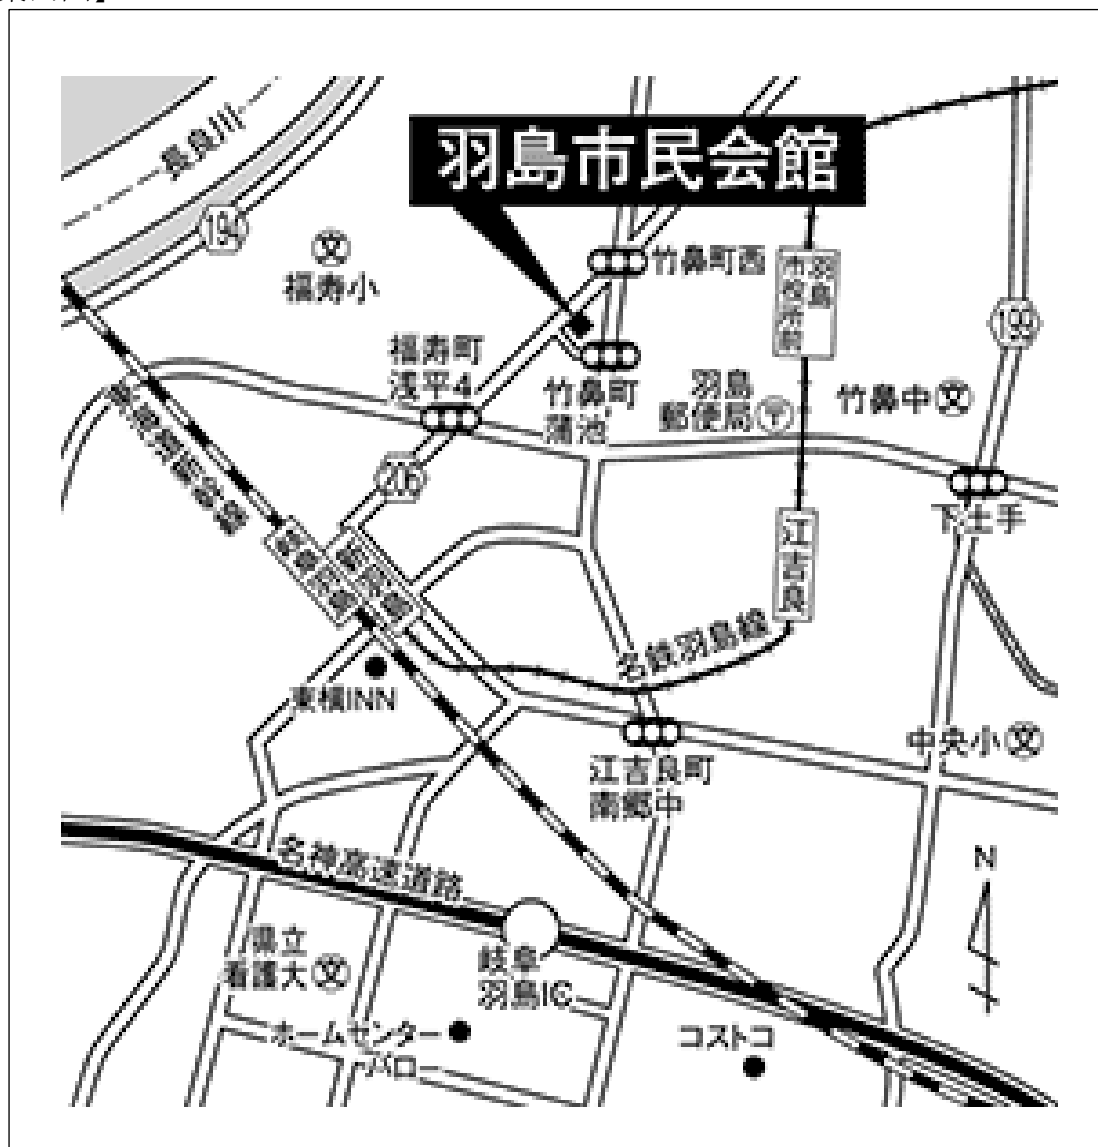 長良川
羽島市民会館
194
福寿小
竹鼻町西
羽島
市役所前
199
福寿町
浅平4
竹鼻町
蒲池
羽島
郵便局
竹鼻中
206
東海道新幹線
下土手
岐阜羽島
新羽島
江吉良
名鉄羽島線
東横INN
中央小
江吉良町
南郷中
名神高速道路
N
県立
看護大
岐阜
羽島IC
ホームセンター
バロー
コストコ